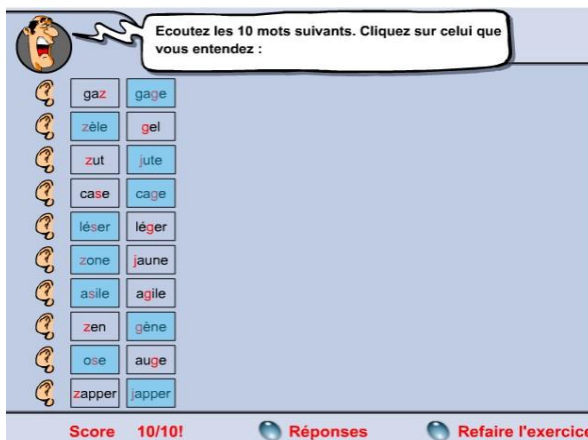 Ecoutez les 10 mots suivants. Cliquez sur celui que
vous entendez :
gaz gage
zèle gel
zut jute
case cage
léser léger
zone jaune
asile agile
zen gène
ose auge
zapper japper
Score 10/10! Réponses Refaire l'exercice